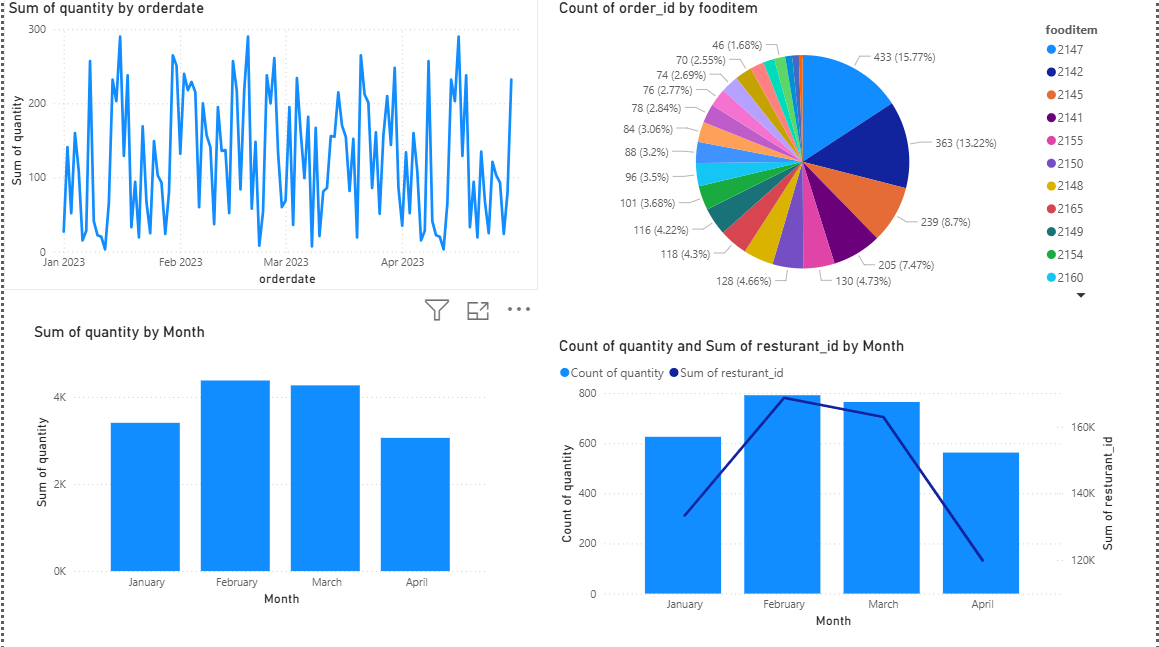 Sum of quantity by orderdate
300
200
100
0
Sum of quantity
Jan 2023
Feb 2023
Mar 2023
Apr 2023
orderdate
Count of order_id by fooditem
433 (15.77%)
363 (13.22%)
239 (8.7%)
205 (7.47%)
130 (4.73%)
128 (4.66%)
118 (4.3%)
116 (4.22%)
101 (3.68%)
96 (3.5%)
88 (3.2%)
84 (3.06%)
78 (2.84%)
76 (2.77%)
74 (2.69%)
70 (2.55%)
46 (1.68%)
fooditem
2147
2142
2145
2141
2155
2150
2148
2165
2149
2154
2160
Sum of quantity by Month
4K
2K
0K
Sum of quantity
January
February
March
April
Month
Count of quantity and Sum of resturant_id by Month
Count of quantity
Sum of resturant_id
800
600
400
200
0
Count of quantity
160K
140K
120K
Sum of resturant_id
January
February
March
April
Month